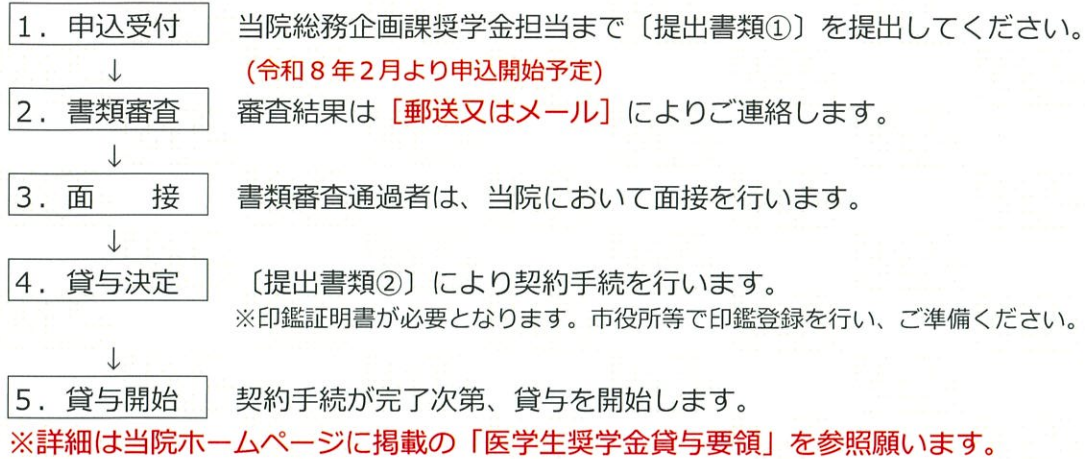 1．申込受付　当院総務企画課奨学金担当まで〔提出書類①〕を提出してください。
↓　(令和８年２月より申込開始予定)
2．書類審査　審査結果は［郵送又はメール］によりご連絡します。
↓
3．面　　接　書類審査通過者は、当院において面接を行います。
↓
4．貸与決定　〔提出書類②〕により契約手続を行います。
※印鑑証明書が必要となります。市役所等で印鑑登録を行い、ご準備ください。
↓
5．貸与開始　契約手続が完了次第、貸与を開始します。
※詳細は当院ホームページに掲載の「医学生奨学金貸与要領」を参照願います。